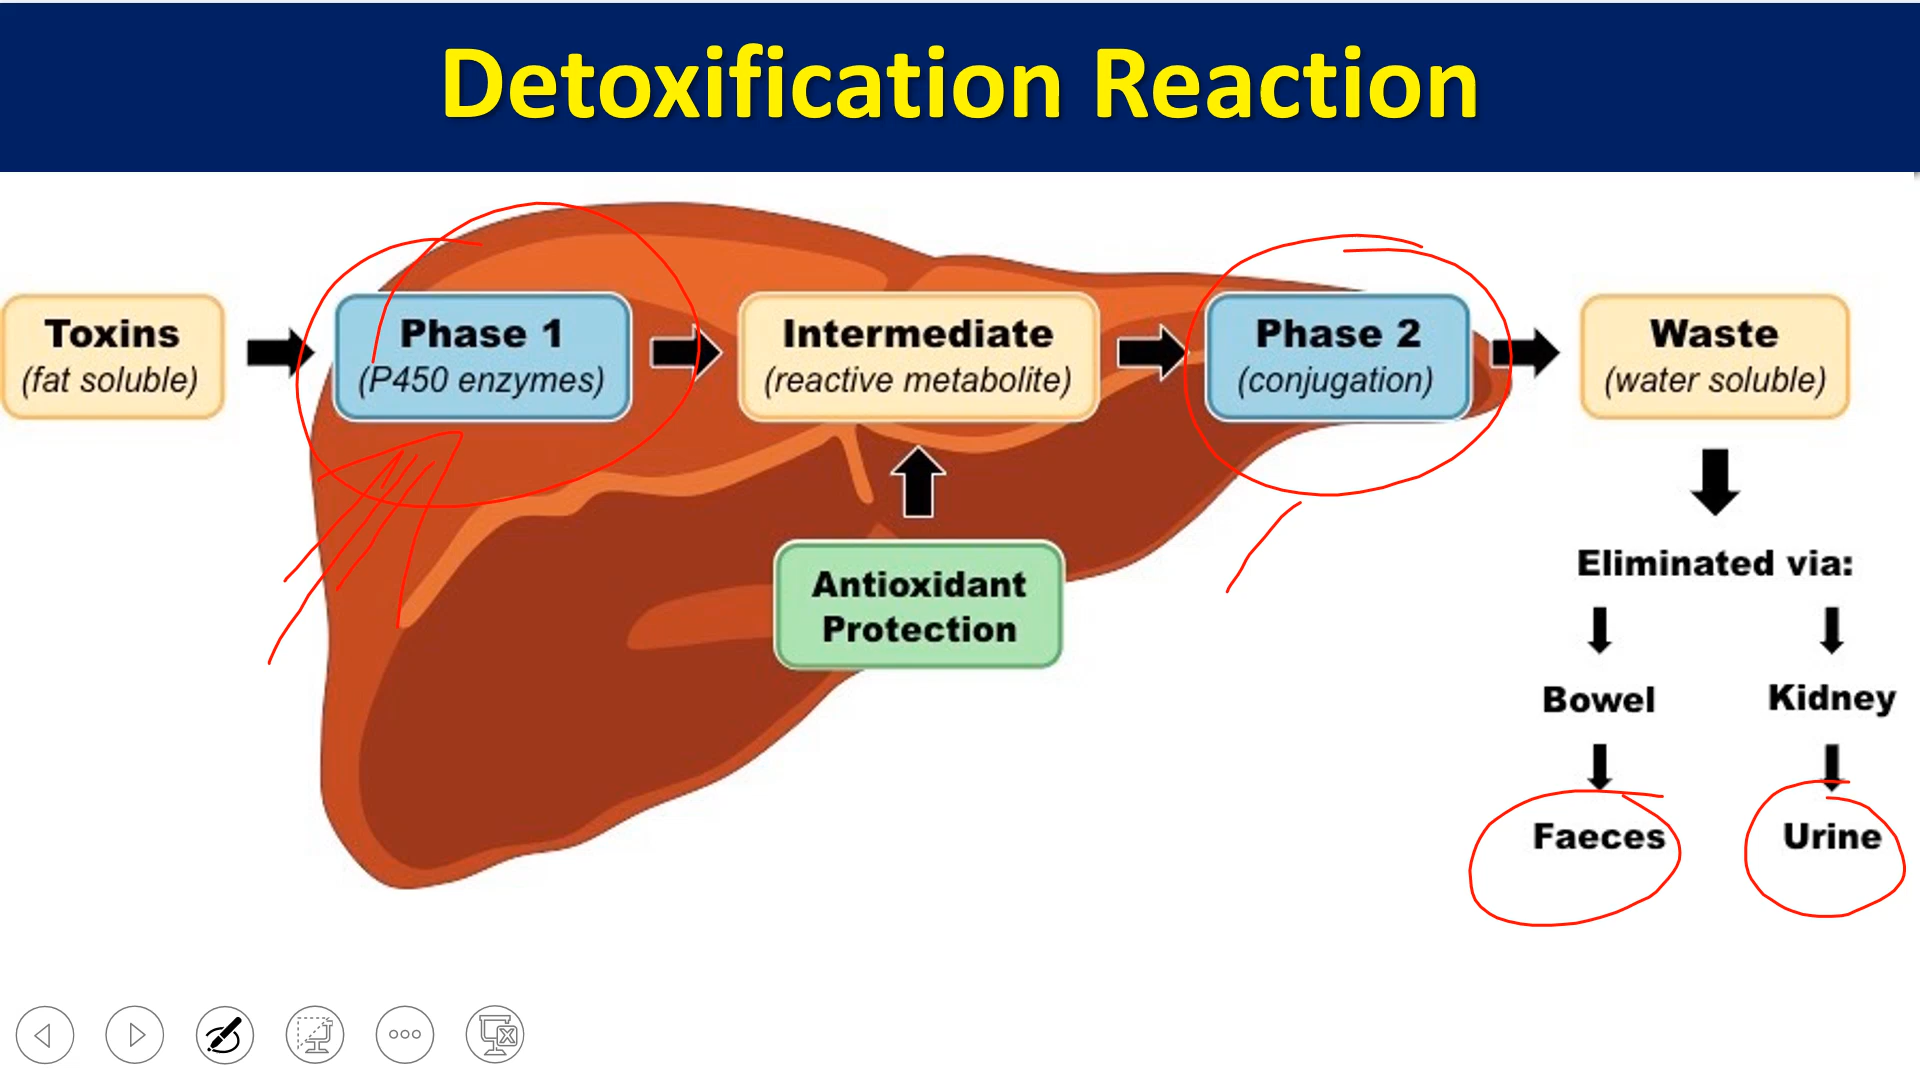 Detoxification Reaction
Toxins
(fat soluble)
Phase 1
(P450 enzymes)
Intermediate
(reactive metabolite)
Phase 2
(conjugation)
Waste
(water soluble)
Antioxidant
Protection
Eliminated via:
Bowel
Kidney
Faeces
Urine